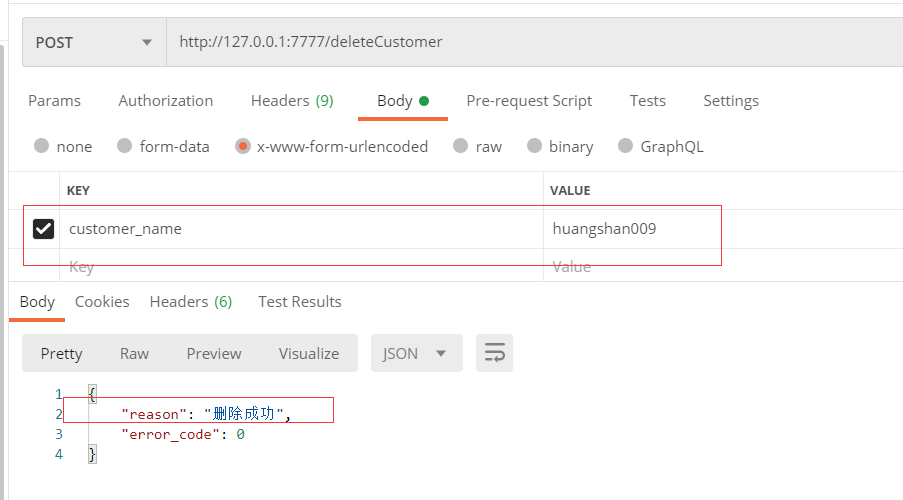 POST http://127.0.0.1:7777/deleteCustomer
Params Authorization Headers (9) Body Pre-request Script Tests Settings
none form-data x-www-form-urlencoded raw binary GraphQL
KEY VALUE
customer_name huangshan009
Key Value
Body Cookies Headers (6) Test Results
Pretty Raw Preview Visualize JSON
1 {
2 "reason": "删除成功",
3 "error_code": 0
4 }